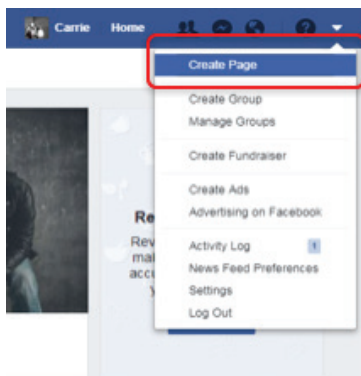 Carrie Home
Create Page
Create Group
Manage Groups
Create Fundraiser
Create Ads
Advertising on Facebook
Re
Rev
Activity Log 1
mal
News Feed Preferences
acc
Settings
y
Log Out